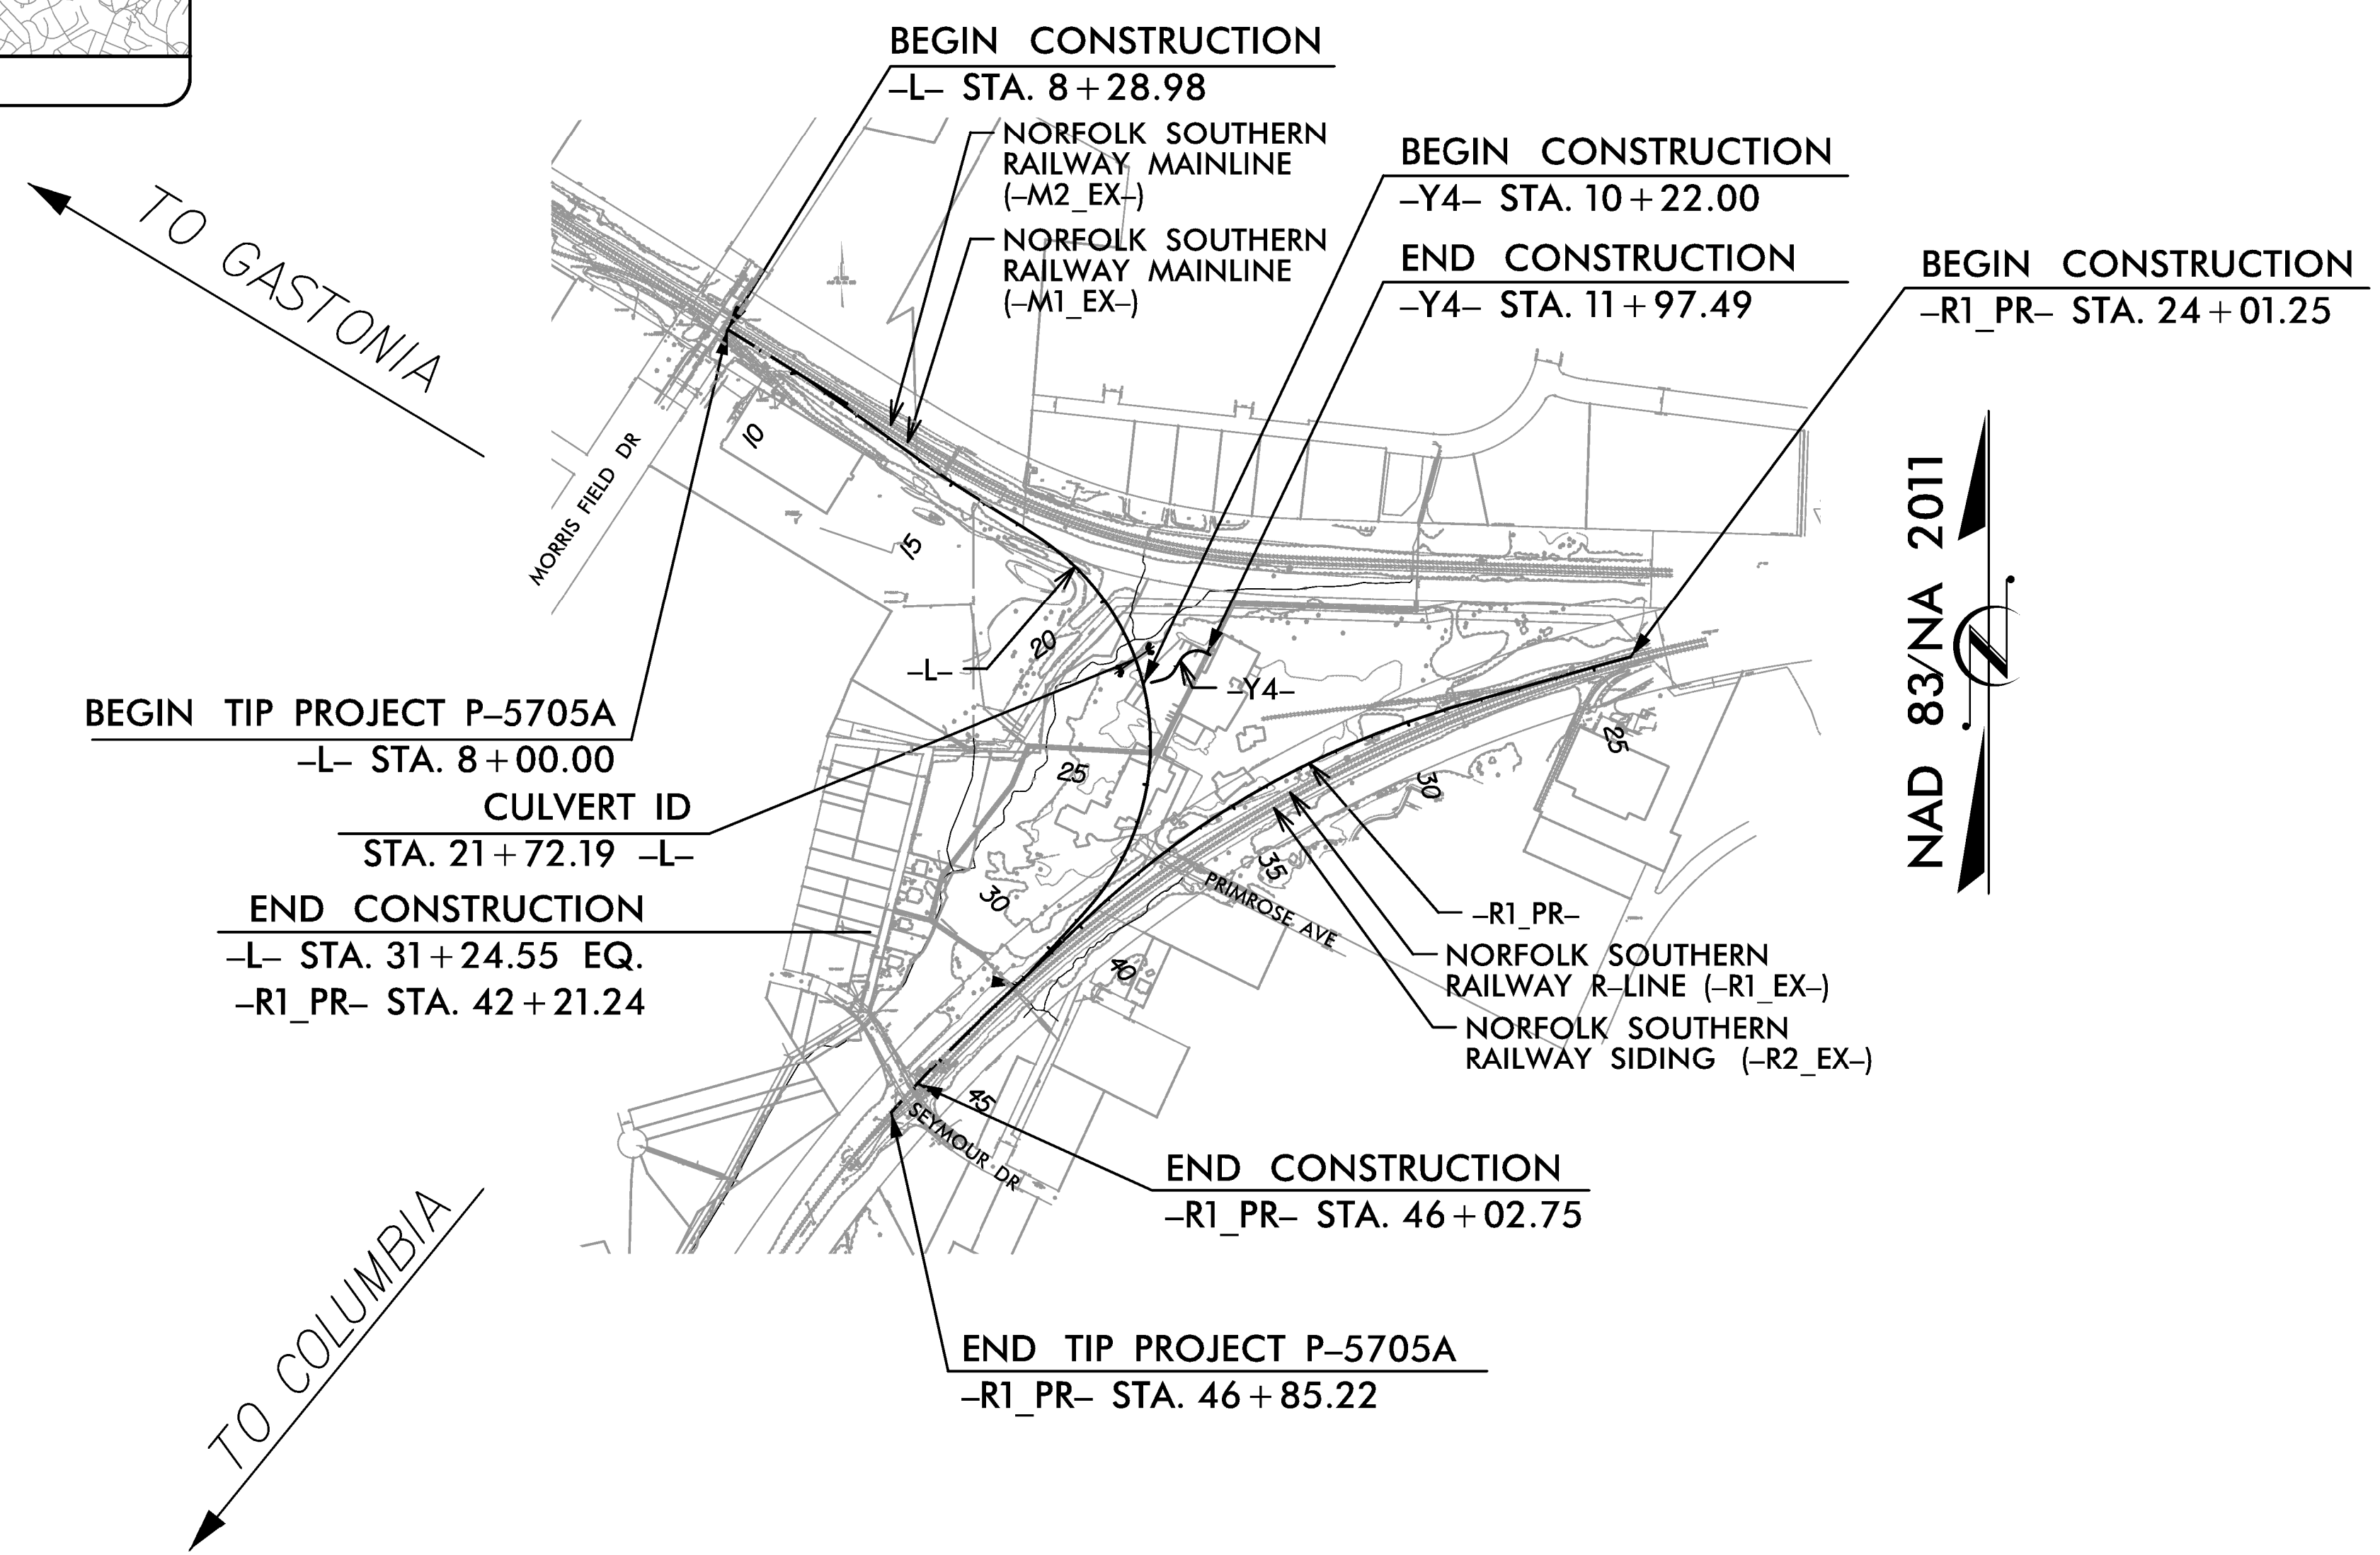 BEGIN CONSTRUCTION
–L– STA. 8+28.98
NORFOLK SOUTHERN
RAILWAY MAINLINE
(–M2_EX–)
NORFOLK SOUTHERN
RAILWAY MAINLINE
(–M1_EX–)
BEGIN CONSTRUCTION
–Y4– STA. 10+22.00
END CONSTRUCTION
–Y4– STA. 11+97.49
BEGIN CONSTRUCTION
–R1_PR– STA. 24+01.25
TO GASTONIA
MORRIS FIELD DR
10
15
20
–L–
–Y4–
25
30
25
30
35
40
45
NAD 83/NA 2011
BEGIN TIP PROJECT P–5705A
–L– STA. 8+00.00
CULVERT ID
STA. 21+72.19 –L–
END CONSTRUCTION
–L– STA. 31+24.55 EQ.
–R1_PR– STA. 42+21.24
PRIMROSE AVE
–R1_PR–
NORFOLK SOUTHERN
RAILWAY R–LINE (–R1_EX–)
NORFOLK SOUTHERN
RAILWAY SIDING (–R2_EX–)
SEYMOUR DR
END CONSTRUCTION
–R1_PR– STA. 46+02.75
END TIP PROJECT P–5705A
–R1_PR– STA. 46+85.22
TO COLUMBIA